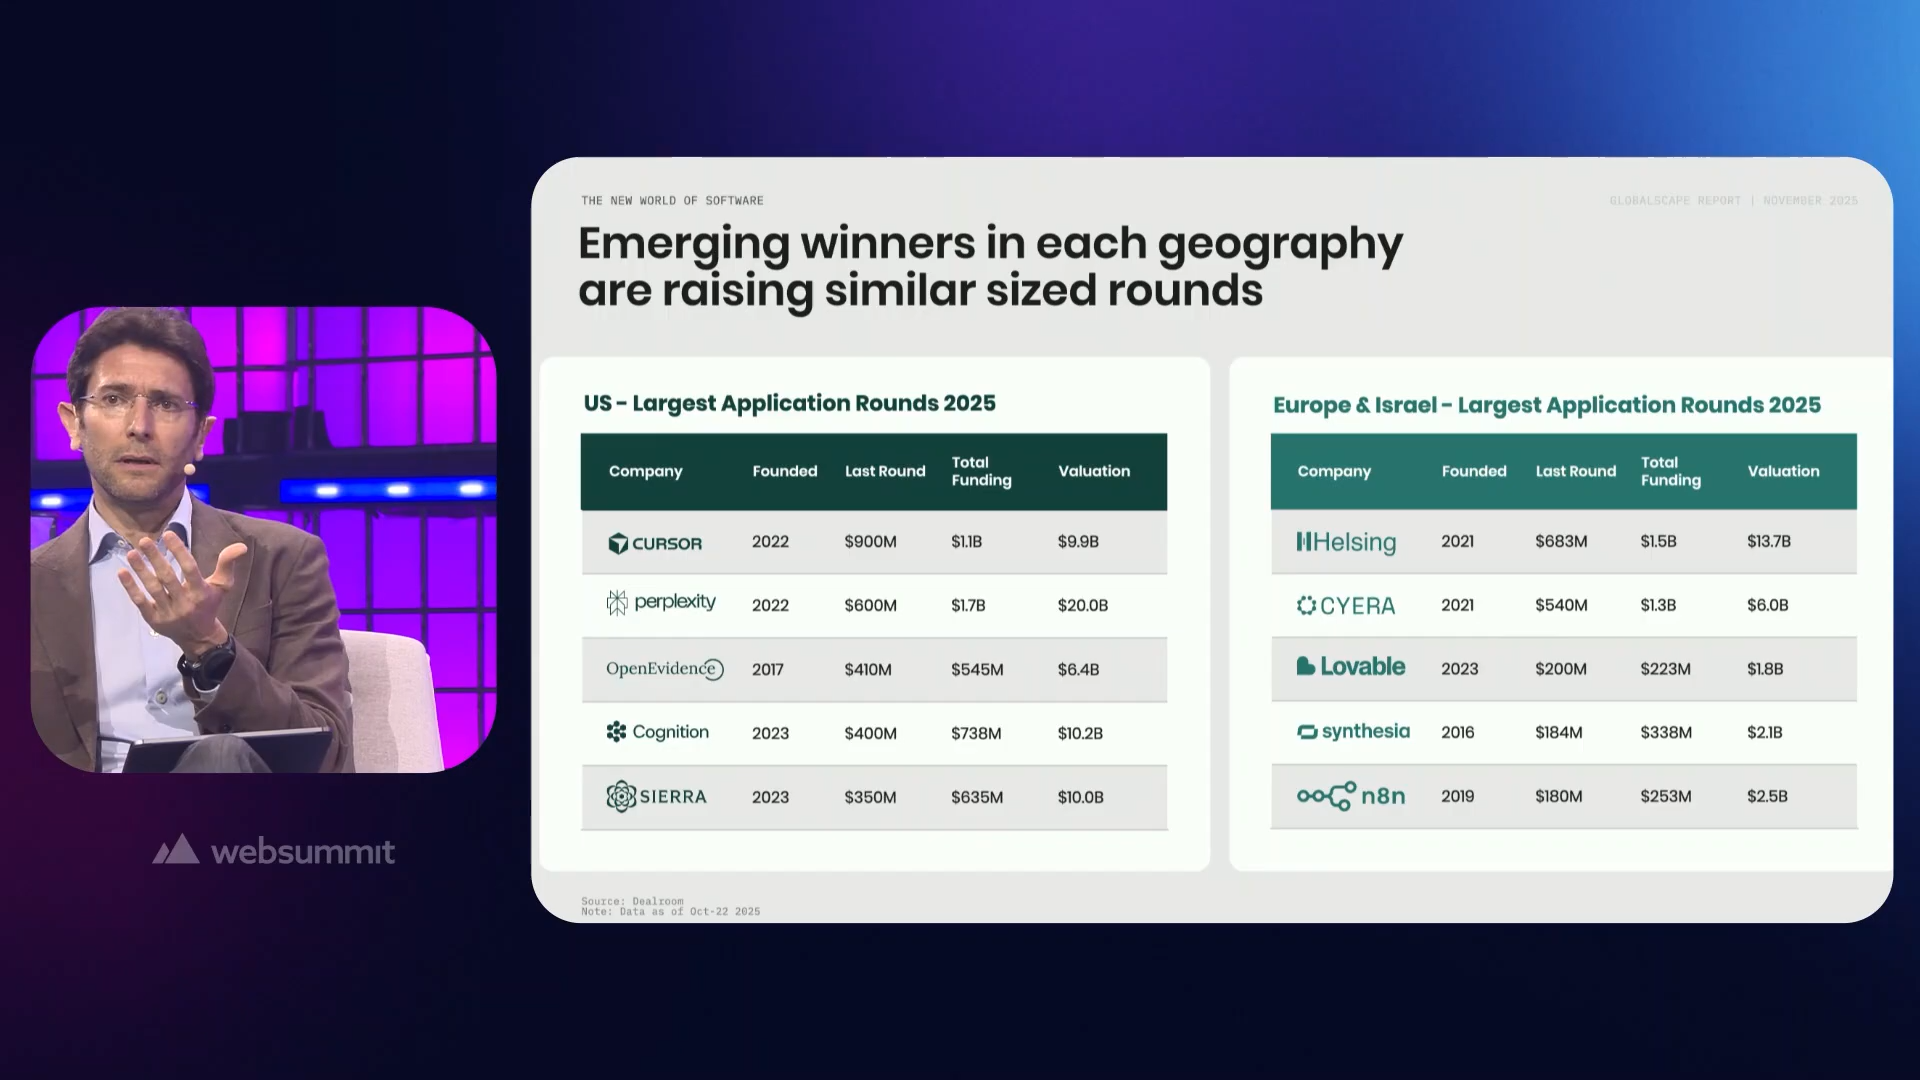 THE NEW WORLD OF SOFTWARE
GLOBALSCAPE REPORT | NOVEMBER 2025
Emerging winners in each geography
are raising similar sized rounds
US – Largest Application Rounds 2025
Company Founded Last Round Total Funding Valuation
CURSOR 2022 $900M $1.1B $9.9B
perplexity 2022 $600M $1.7B $20.0B
OpenEvidence 2017 $410M $545M $6.4B
Cognition 2023 $400M $738M $10.2B
SIERRA 2023 $350M $635M $10.0B
Europe & Israel – Largest Application Rounds 2025
Company Founded Last Round Total Funding Valuation
Helsing 2021 $683M $1.5B $13.7B
CYERA 2021 $540M $1.3B $6.0B
Lovable 2023 $200M $223M $1.8B
synthesia 2016 $184M $338M $2.1B
n8n 2019 $180M $253M $2.5B
Source: Dealroom
Note: Data as of Oct-22 2025
websummit